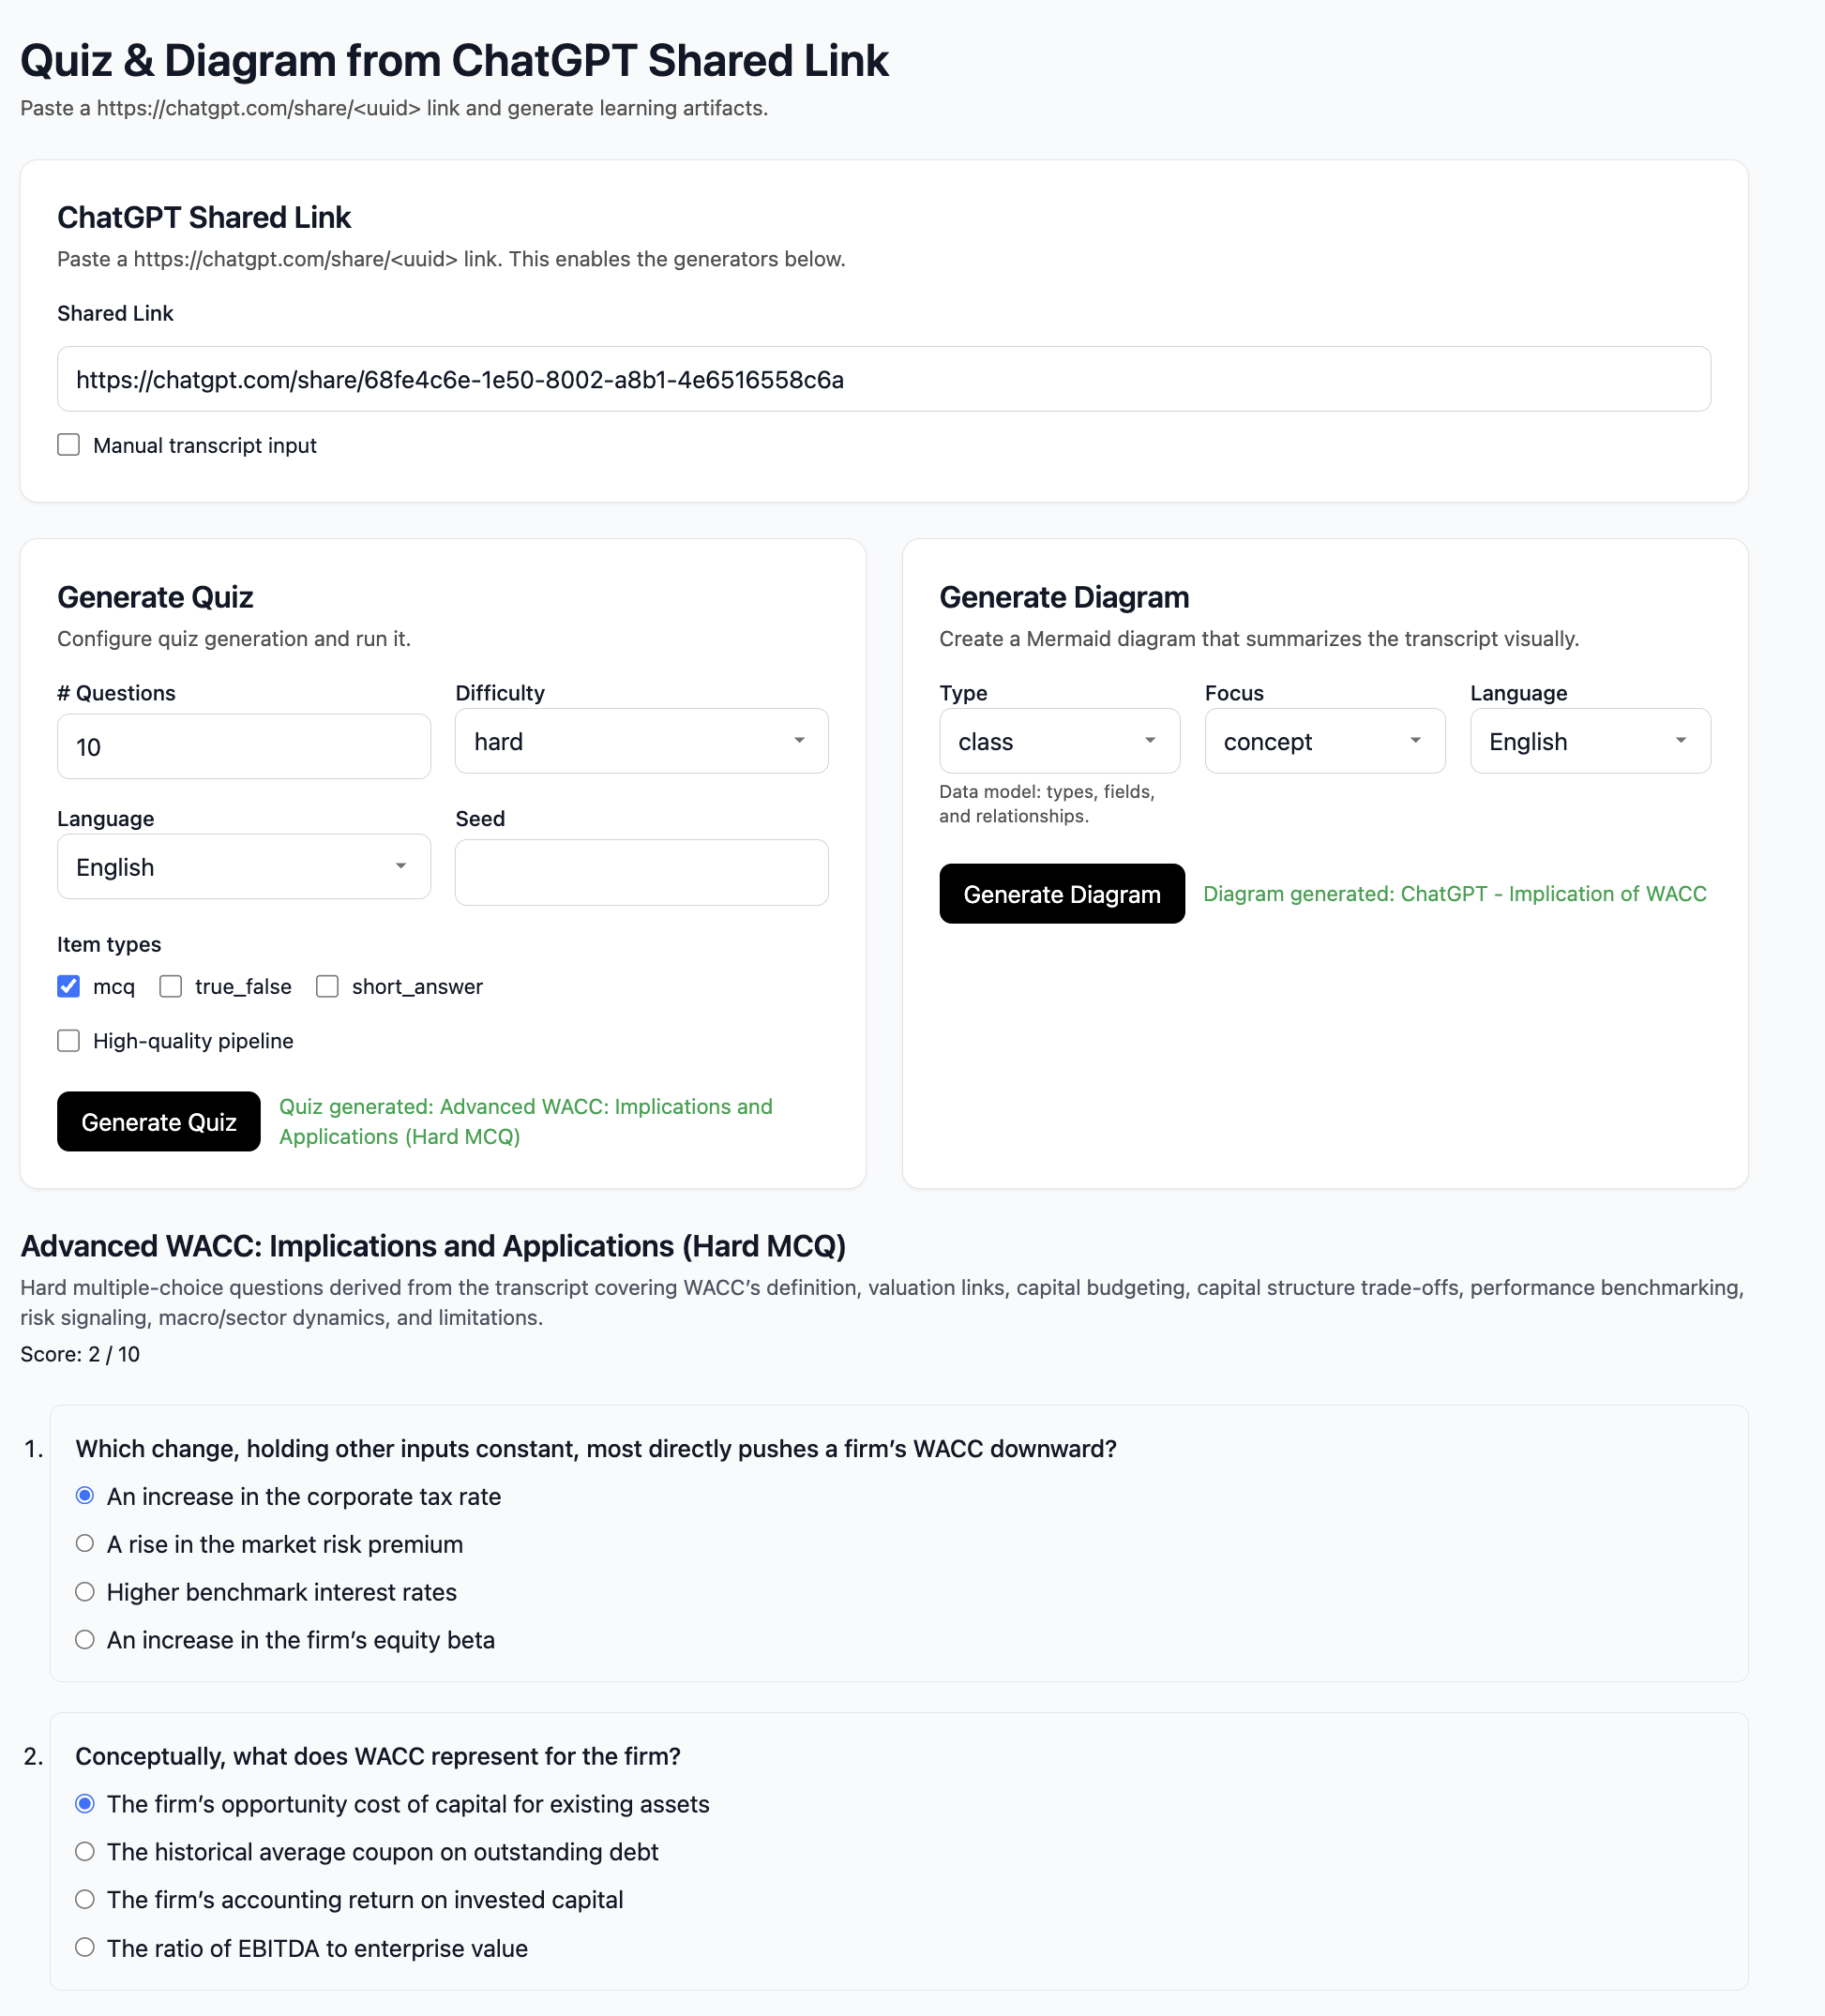 Quiz & Diagram from ChatGPT Shared Link
Paste a https://chatgpt.com/share/<uuid> link and generate learning artifacts.
ChatGPT Shared Link
Paste a https://chatgpt.com/share/<uuid> link. This enables the generators below.
Shared Link
https://chatgpt.com/share/68fe4c6e-1e50-8002-a8b1-4e6516558c6a
Manual transcript input
Generate Quiz
Configure quiz generation and run it.
# Questions
Difficulty
10
hard
Language
Seed
English
Item types
mcq
true_false
short_answer
High-quality pipeline
Generate Quiz
Quiz generated: Advanced WACC: Implications and
Applications (Hard MCQ)
Generate Diagram
Create a Mermaid diagram that summarizes the transcript visually.
Type
Focus
Language
class
concept
English
Data model: types, fields,
and relationships.
Generate Diagram
Diagram generated: ChatGPT - Implication of WACC
Advanced WACC: Implications and Applications (Hard MCQ)
Hard multiple-choice questions derived from the transcript covering WACC’s definition, valuation links, capital budgeting, capital structure trade-offs, performance benchmarking,
risk signaling, macro/sector dynamics, and limitations.
Score: 2 / 10
1. Which change, holding other inputs constant, most directly pushes a firm’s WACC downward?
An increase in the corporate tax rate
A rise in the market risk premium
Higher benchmark interest rates
An increase in the firm’s equity beta
2. Conceptually, what does WACC represent for the firm?
The firm’s opportunity cost of capital for existing assets
The historical average coupon on outstanding debt
The firm’s accounting return on invested capital
The ratio of EBITDA to enterprise value